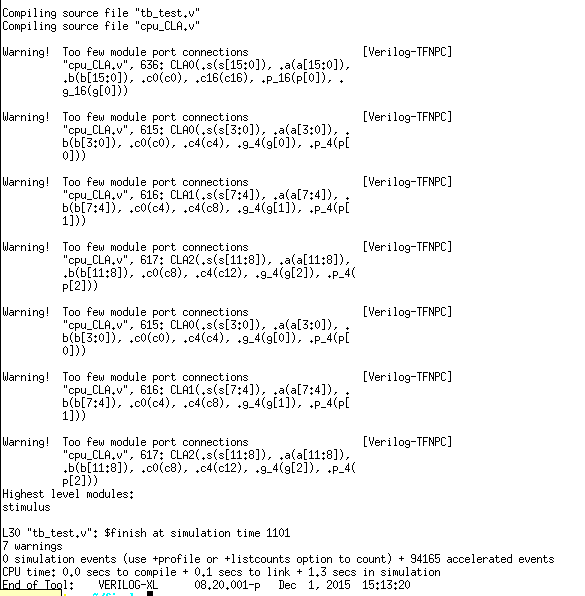 Compiling source file "tb_test.v"
Compiling source file "cpu_CLA.v"
Warning! Too few module port connections [Verilog-TFNPC]
"cpu_CLA.v", 636: CLA0(.s(s[15:0]), .a(a[15:0]),
.b(b[15:0]), .c0(c0), .c16(c16), .p_16(p[0]), .
g_16(g[0]))
Warning! Too few module port connections [Verilog-TFNPC]
"cpu_CLA.v", 615: CLA0(.s(s[3:0]), .a(a[3:0]), .
b(b[3:0]), .c0(c0), .c4(c4), .g_4(g[0]), .p_4(p[
0]))
Warning! Too few module port connections [Verilog-TFNPC]
"cpu_CLA.v", 616: CLA1(.s(s[7:4]), .a(a[7:4]), .
b(b[7:4]), .c0(c4), .c4(c8), .g_4(g[1]), .p_4(p[
1]))
Warning! Too few module port connections [Verilog-TFNPC]
"cpu_CLA.v", 617: CLA2(.s(s[11:8]), .a(a[11:8]),
.b(b[11:8]), .c0(c8), .c4(c12), .g_4(g[2]), .p_4(
p[2]))
Warning! Too few module port connections [Verilog-TFNPC]
"cpu_CLA.v", 615: CLA0(.s(s[3:0]), .a(a[3:0]), .
b(b[3:0]), .c0(c0), .c4(c4), .g_4(g[0]), .p_4(p[
0]))
Warning! Too few module port connections [Verilog-TFNPC]
"cpu_CLA.v", 616: CLA1(.s(s[7:4]), .a(a[7:4]), .
b(b[7:4]), .c0(c4), .c4(c8), .g_4(g[1]), .p_4(p[
1]))
Warning! Too few module port connections [Verilog-TFNPC]
"cpu_CLA.v", 617: CLA2(.s(s[11:8]), .a(a[11:8]),
.b(b[11:8]), .c0(c8), .c4(c12), .g_4(g[2]), .p_4(
p[2]))
Highest level modules:
stimulus
L30 "tb_test.v": $finish at simulation time 1101
7 warnings
0 simulation events (use +profile or +listcounts option to count) + 94165 accelerated events
CPU time: 0.0 secs to compile + 0.1 secs to link + 1.3 secs in simulation
End of Tool: VERILOG-XL 08.20.001-p Dec 1, 2015 15:13:20